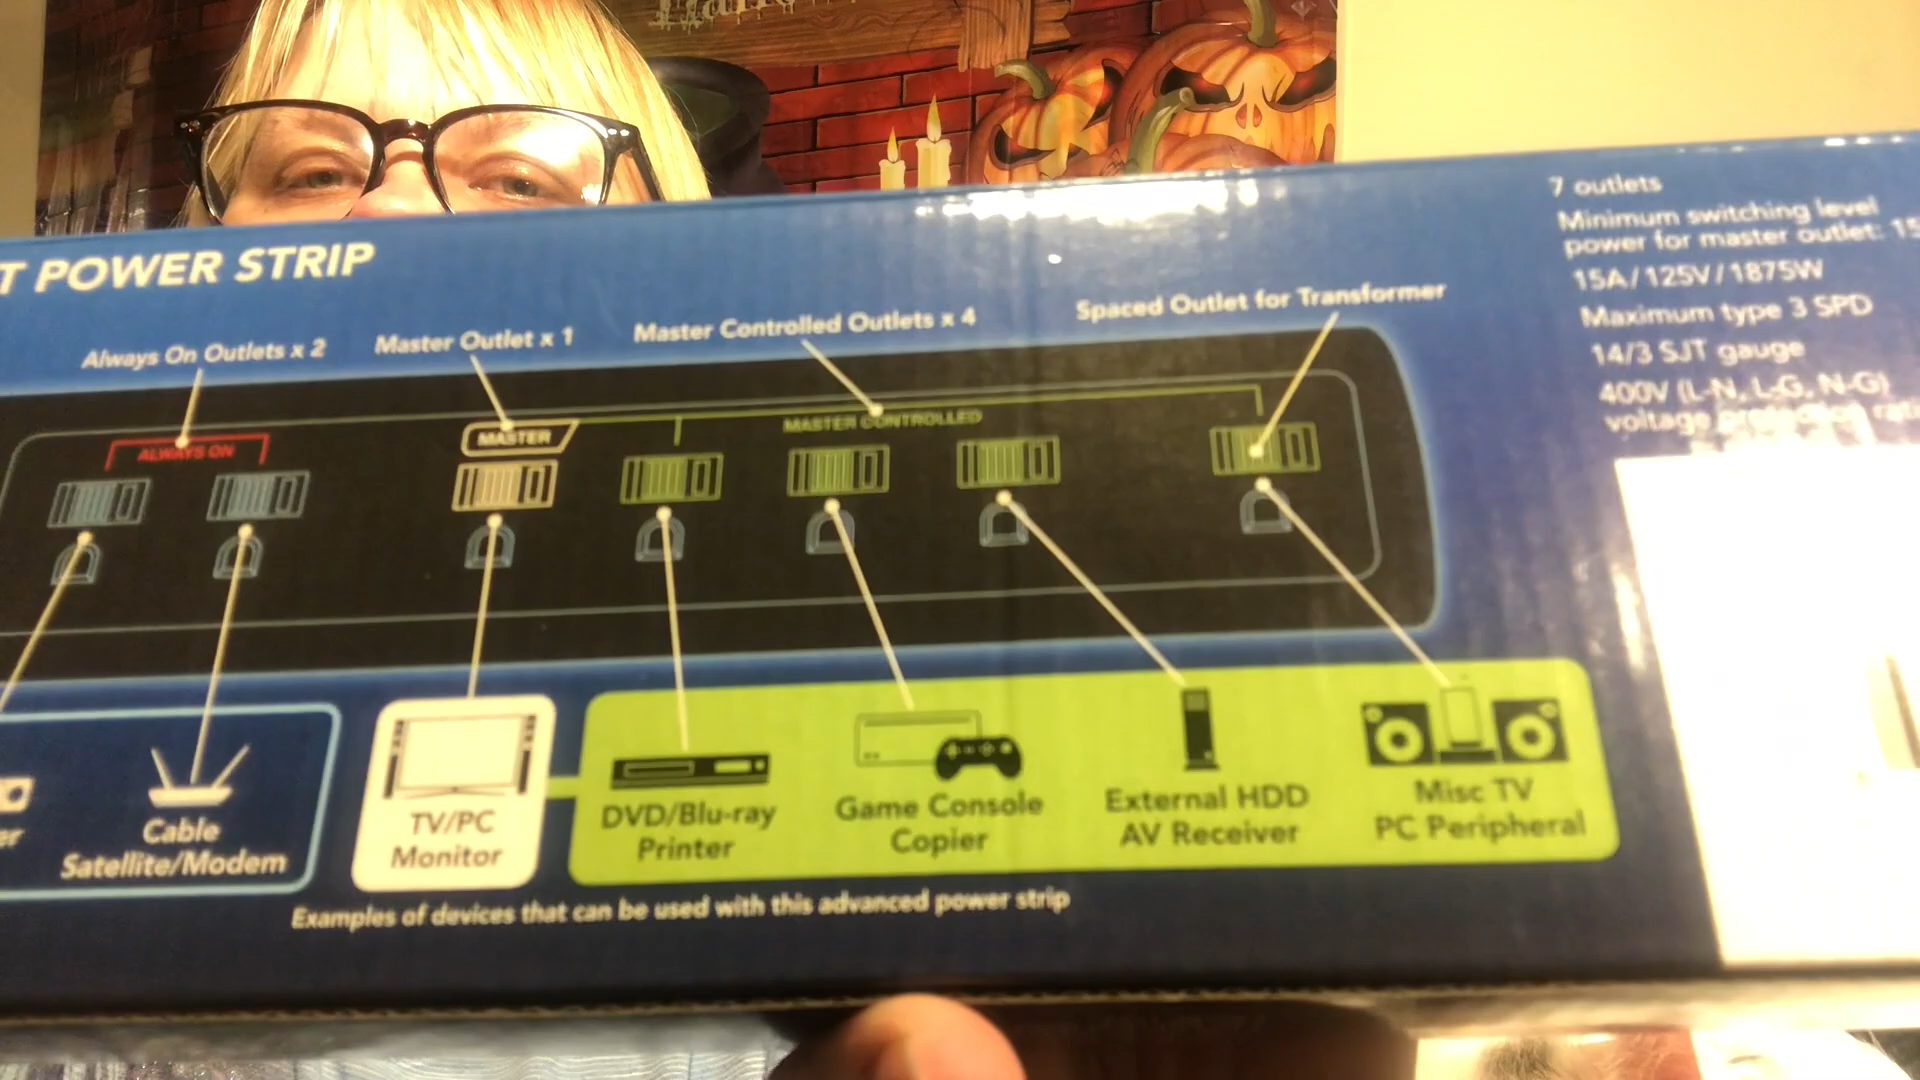 T POWER STRIP
Always On Outlets x 2
Master Outlet x 1
Master Controlled Outlets x 4
Spaced Outlet for Transformer
7 outlets
Minimum switching level
power for master outlet: 15
15A / 125V / 1875W
Maximum type 3 SPD
14/3 SJT gauge
400V (L-N, L-G, N-G)
voltage protection
ALWAYS ON
MASTER
MASTER CONTROLLED
er
Cable
Satellite/Modem
TV/PC
Monitor
DVD/Blu-ray
Printer
Game Console
Copier
External HDD
AV Receiver
Misc TV
PC Peripheral
Examples of devices that can be used with this advanced power strip